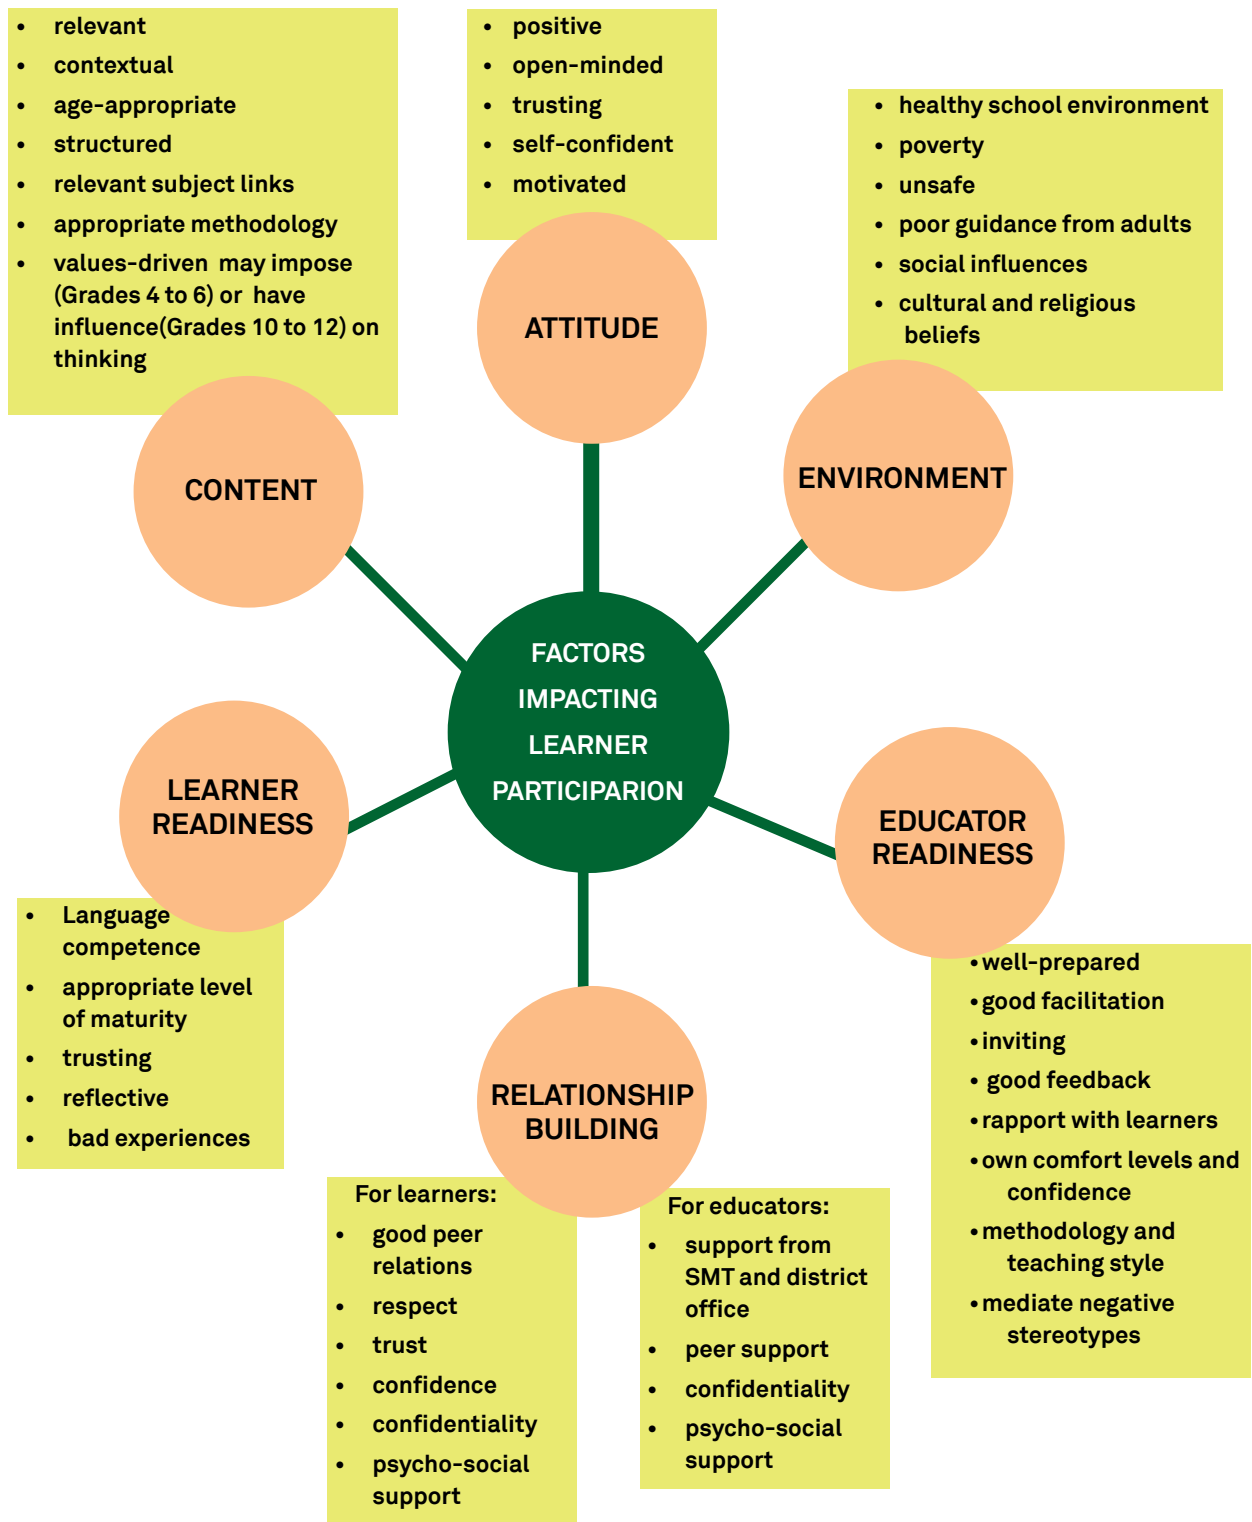 • relevant
• contextual
• age-appropriate
• structured
• relevant subject links
• appropriate methodology
• values-driven may impose
(Grades 4 to 6) or have
influence(Grades 10 to 12) on
thinking
CONTENT
• positive
• open-minded
• trusting
• self-confident
• motivated
ATTITUDE
• healthy school environment
• poverty
• unsafe
• poor guidance from adults
• social influences
• cultural and religious
beliefs
ENVIRONMENT
FACTORS
IMPACTING
LEARNER
PARTICIPARION
LEARNER
READINESS
• Language
competence
• appropriate level
of maturity
• trusting
• reflective
• bad experiences
EDUCATOR
READINESS
• well-prepared
• good facilitation
• inviting
• good feedback
• rapport with learners
• own comfort levels and
confidence
• methodology and
teaching style
• mediate negative
stereotypes
RELATIONSHIP
BUILDING
For learners:
• good peer
relations
• respect
• trust
• confidence
• confidentiality
• psycho-social
support
For educators:
• support from
SMT and district
office
• peer support
• confidentiality
• psycho-social
support